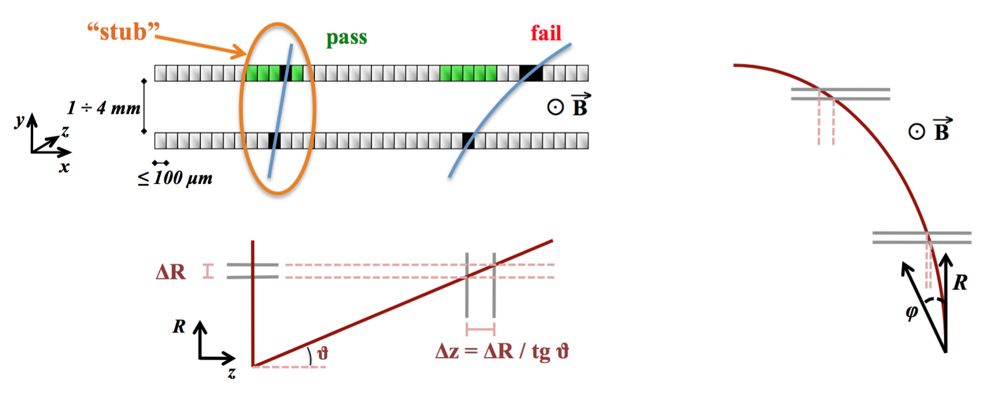 “stub”
pass
fail
1 ÷ 4 mm
⊙ B⃗
y
z
x
≤ 100 μm
⊙ B⃗
ΔR
R
φ
R
z
ϑ
Δz = ΔR / tg ϑ